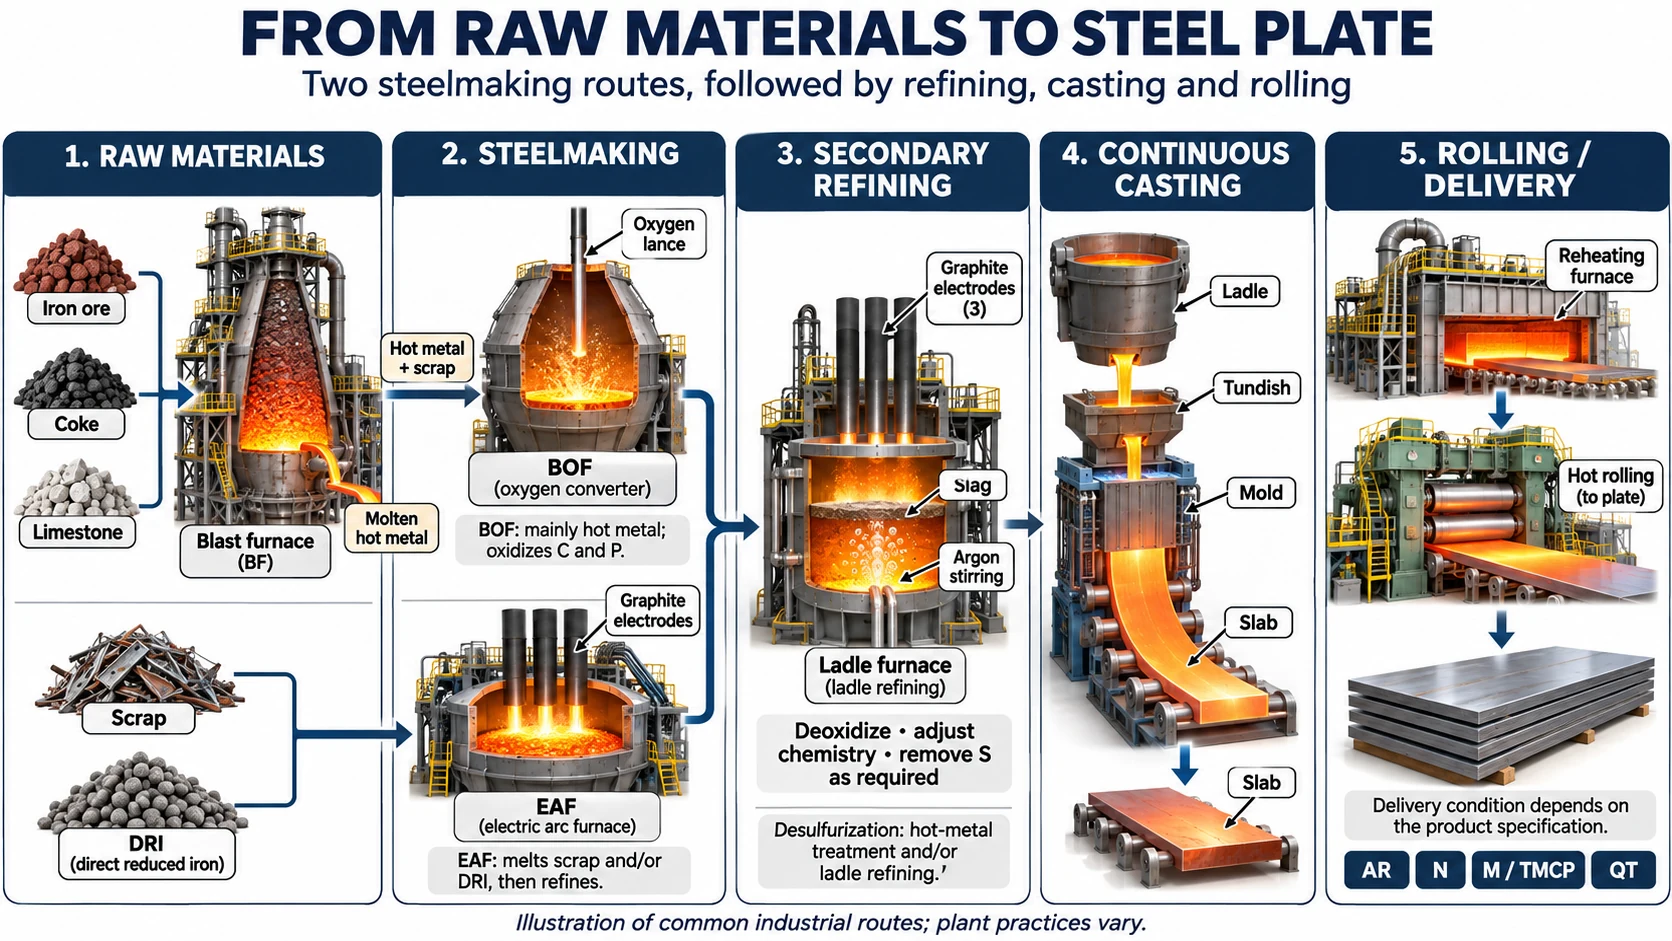 FROM RAW MATERIALS TO STEEL PLATE
Two steelmaking routes, followed by refining, casting and rolling
1. RAW MATERIALS
Iron ore
Coke
Limestone
Blast furnace
(BF)
Molten
hot metal
Scrap
DRI
(direct reduced iron)
2. STEELMAKING
Hot metal
+ scrap
Oxygen
lance
BOF
(oxygen converter)
BOF: mainly hot metal;
oxidizes C and P.
Graphite
electrodes
EAF
(electric arc furnace)
EAF: melts scrap and/or
DRI, then refines.
3. SECONDARY
REFINING
Graphite
electrodes
(3)
Slag
Argon
stirring
Ladle furnace
(ladle refining)
Deoxidize • adjust
chemistry • remove S
as required
Desulfurization: hot-metal
treatment and/or
ladle refining.’
4. CONTINUOUS
CASTING
Ladle
Tundish
Mold
Slab
Slab
5. ROLLING /
DELIVERY
Reheating
furnace
Hot rolling
(to plate)
Delivery condition depends on
the product specification.
AR
N
M / TMCP
QT
Illustration of common industrial routes; plant practices vary.